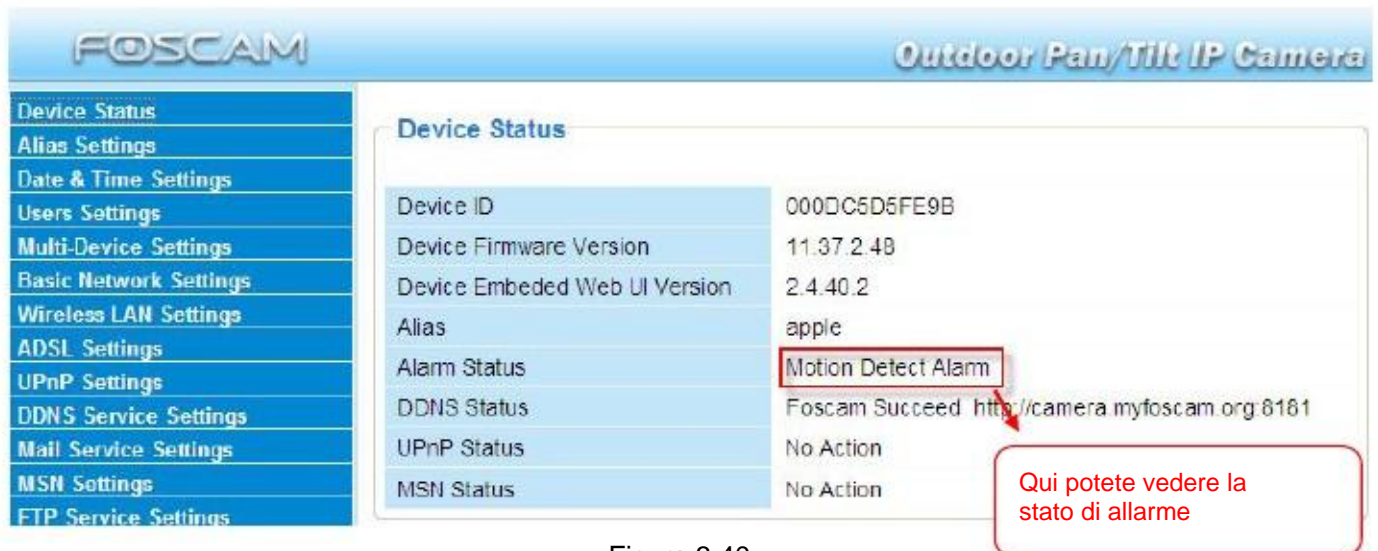 FOSCAM
Outdoor Pan/Tilt IP Camera
Device Status
Alias Settings
Date & Time Settings
Users Settings
Multi-Device Settings
Basic Network Settings
Wireless LAN Settings
ADSL Settings
UPnP Settings
DDNS Service Settings
Mail Service Settings
MSN Settings
FTP Service Settings
Device Status
Device ID 000DC5D5FE9B
Device Firmware Version 11.37.2.48
Device Embeded Web UI Version 2.4.40.2
Alias apple
Alarm Status Motion Detect Alarm
DDNS Status Foscam Succeed http://camera.myfoscam.org:8181
UPnP Status No Action
MSN Status No Action
Qui potete vedere la
stato di allarme